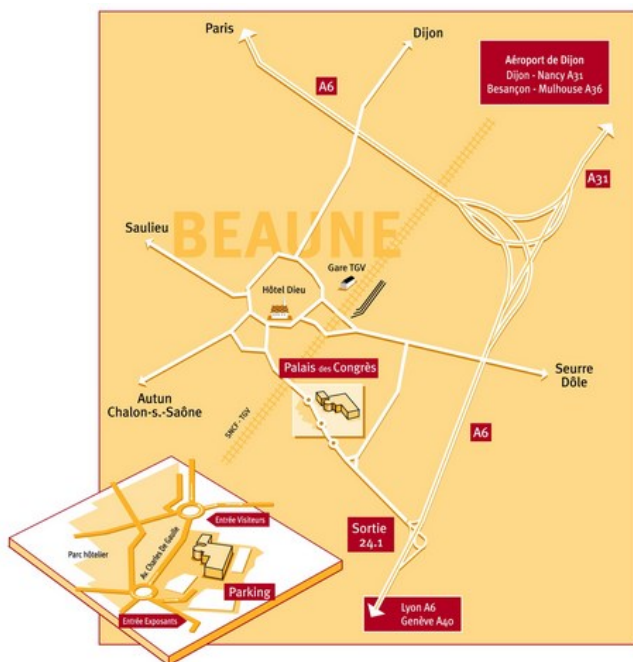 Paris
Dijon
A6
Aéroport de Dijon
Dijon - Nancy A31
Besançon - Mulhouse A36
A31
BEAUNE
Saulieu
Gare TGV
Hôtel Dieu
Palais des Congrès
Seurre
Dôle
Autun
Chalon-s.-Saône
SNCF - TGV
A6
Entrée Visiteurs
Parc hôtelier
Av. Charles De Gaulle
Sortie
24.1
Parking
Entrée Exposants
Lyon A6
Genève A40